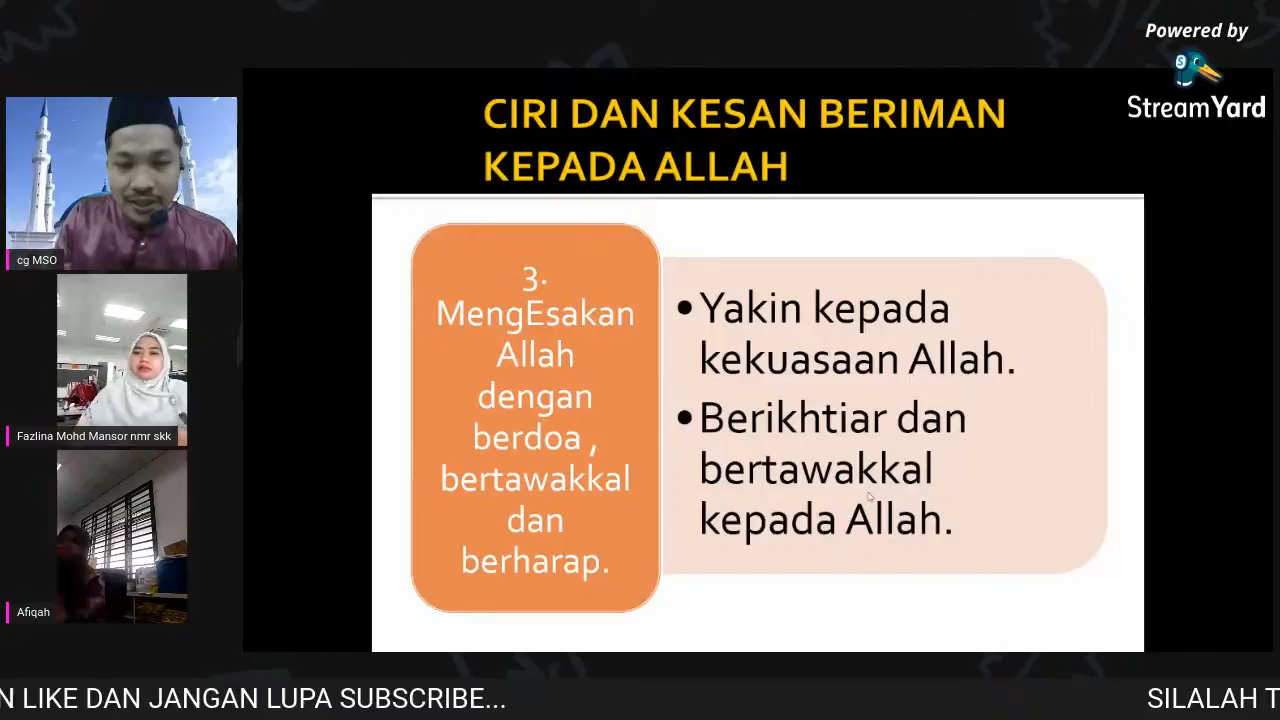 Powered by
StreamYard
CIRI DAN KESAN BERIMAN
KEPADA ALLAH
cg MSO
Fazlina Mohd Mansor nmr skk
Afiqah
3.
MengEsakan
Allah
dengan
berdoa ,
bertawakkal
dan
berharap.
•Yakin kepada
kekuasaan Allah.
•Berikhtiar dan
bertawakkal
kepada Allah.
N LIKE DAN JANGAN LUPA SUBSCRIBE... SILALAH T